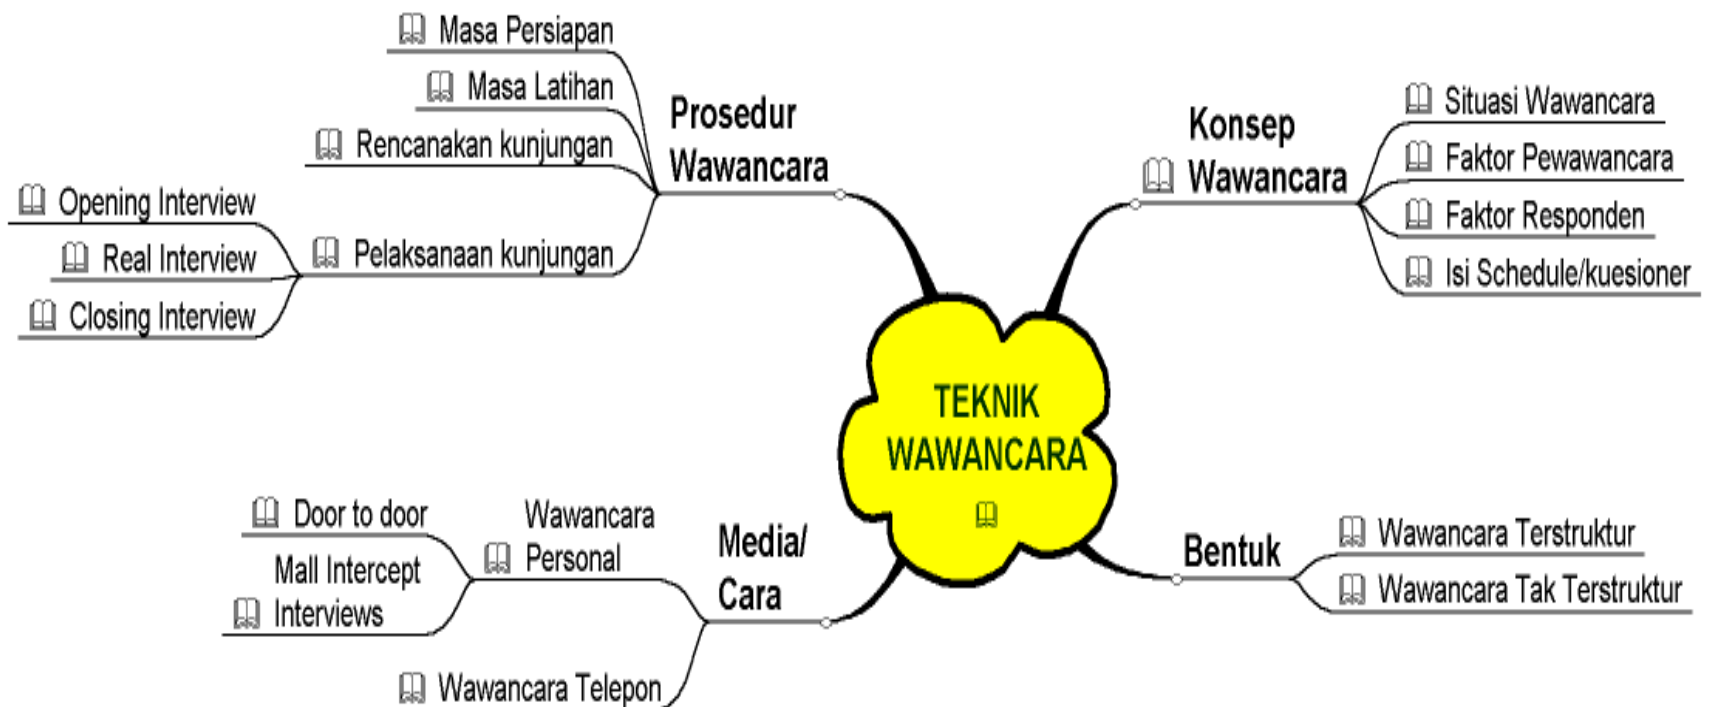 Masa Persiapan
Masa Latihan
Rencanakan kunjungan
Pelaksanaan kunjungan
Opening Interview
Real Interview
Closing Interview
Prosedur
Wawancara
Konsep
Wawancara
Situasi Wawancara
Faktor Pewawancara
Faktor Responden
Isi Schedule/kuesioner
TEKNIK
WAWANCARA
Door to door
Mall Intercept
Interviews
Wawancara
Personal
Wawancara Telepon
Media/
Cara
Bentuk
Wawancara Terstruktur
Wawancara Tak Terstruktur